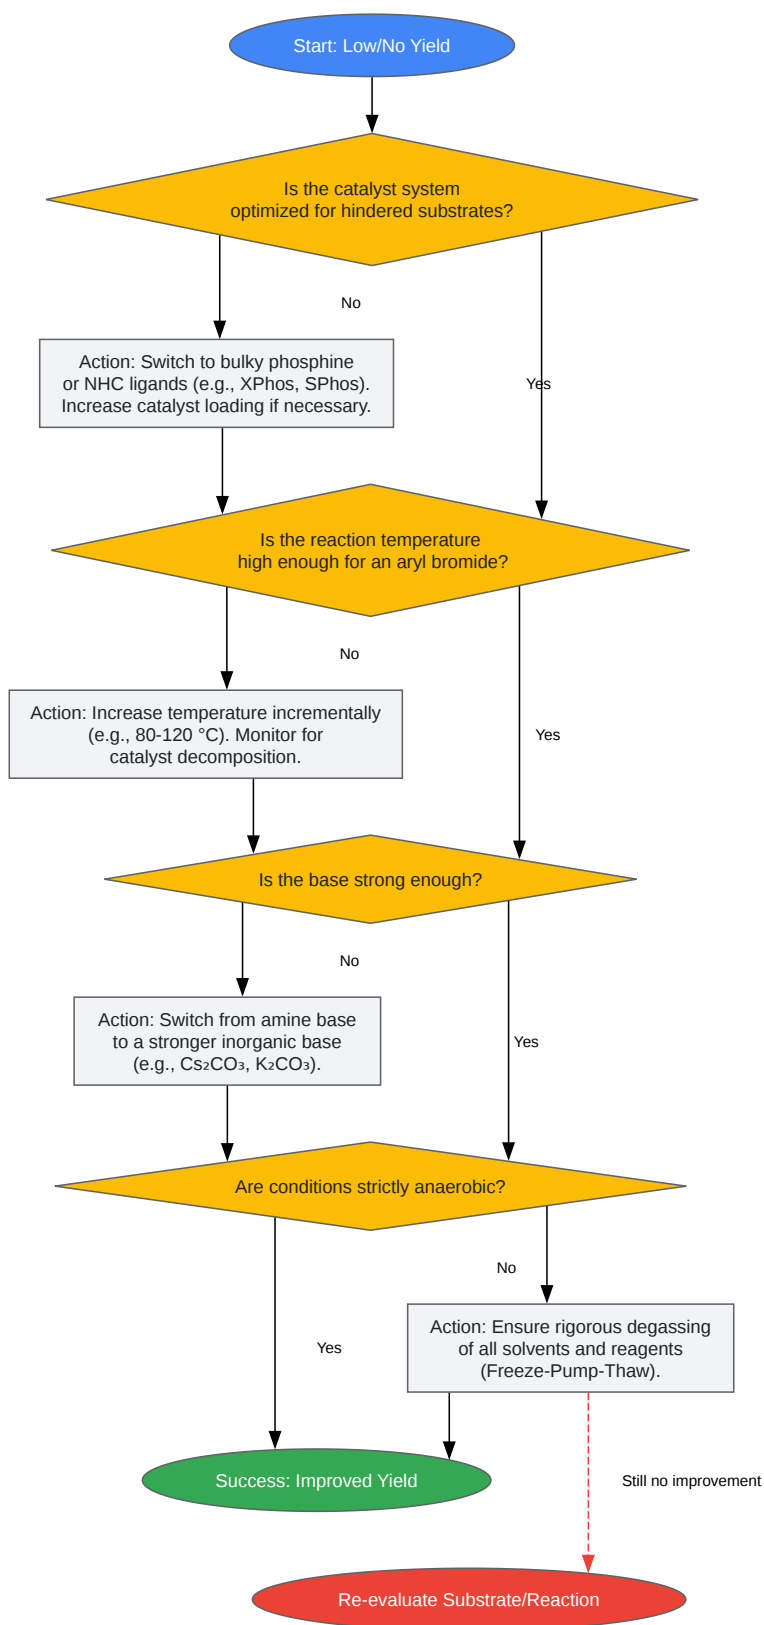 Start: Low/No Yield
Is the catalyst system
optimized for hindered substrates?
No
Action: Switch to bulky phosphine
or NHC ligands (e.g., XPhos, SPhos).
Increase catalyst loading if necessary.
Yes
Is the reaction temperature
high enough for an aryl bromide?
No
Action: Increase temperature incrementally
(e.g., 80-120 °C). Monitor for
catalyst decomposition.
Yes
Is the base strong enough?
No
Action: Switch from amine base
to a stronger inorganic base
(e.g., Cs₂CO₃, K₂CO₃).
Yes
Are conditions strictly anaerobic?
No
Action: Ensure rigorous degassing
of all solvents and reagents
(Freeze-Pump-Thaw).
Yes
Success: Improved Yield
Still no improvement
Re-evaluate Substrate/Reaction